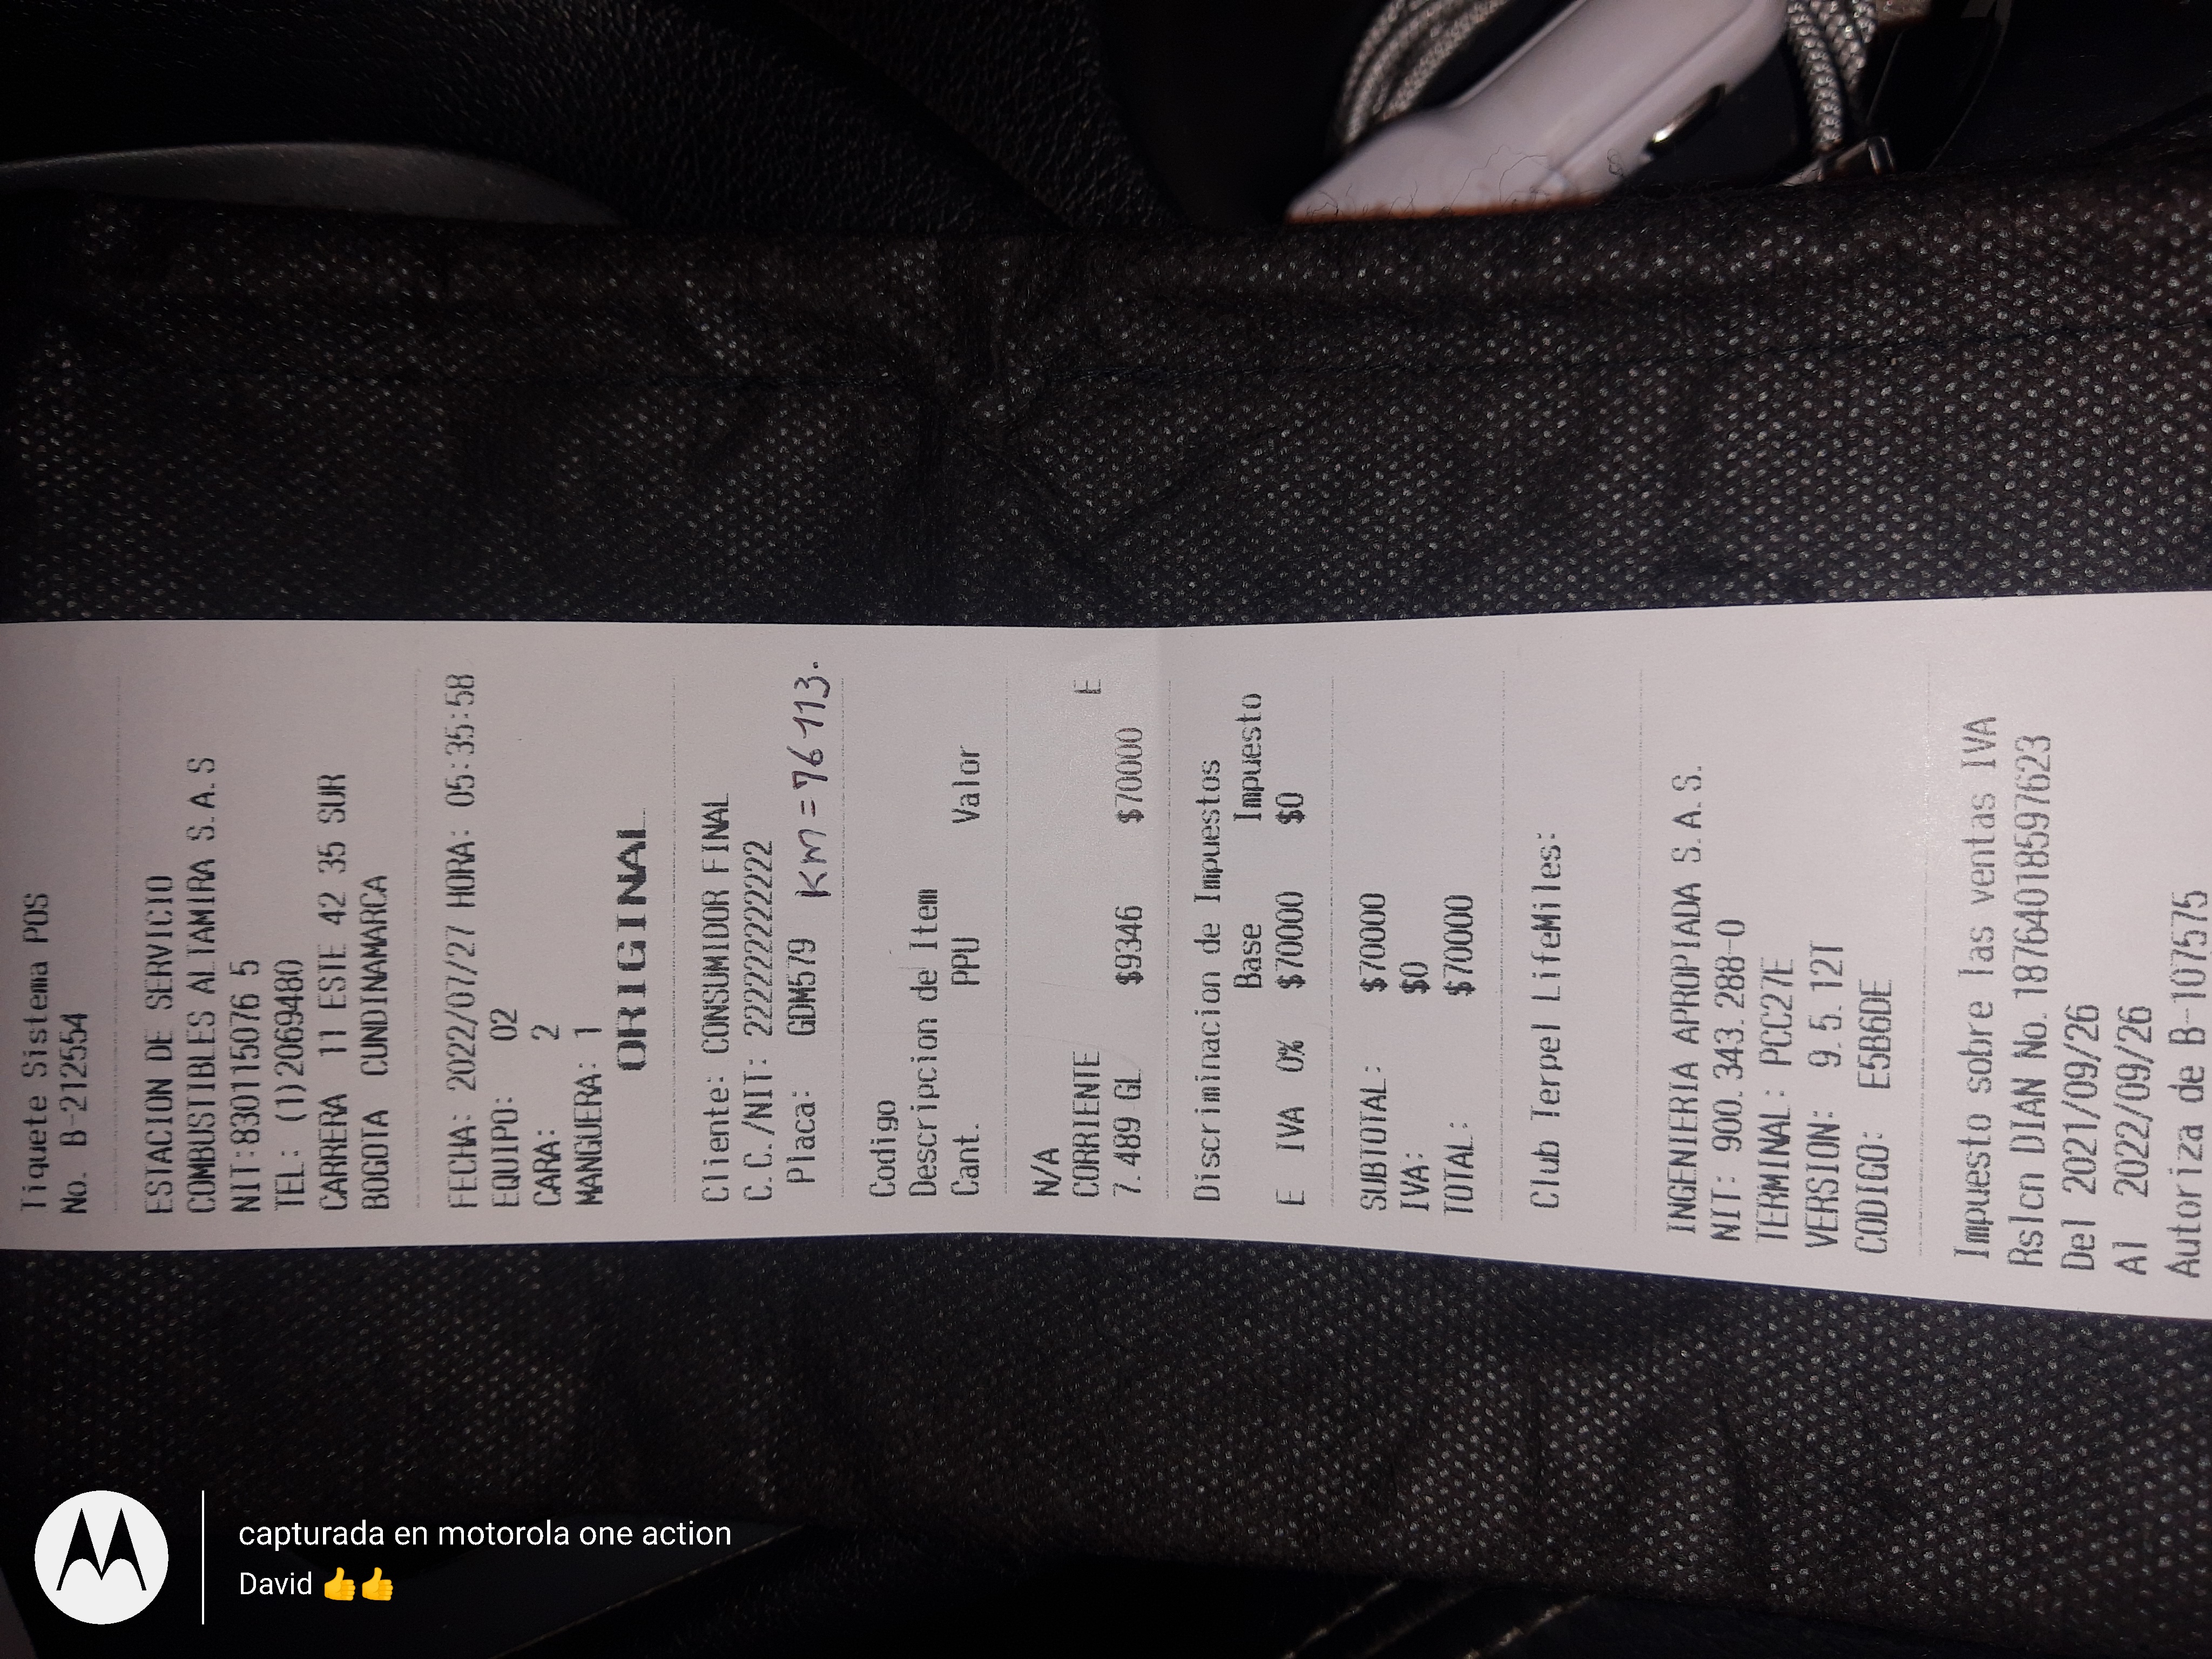 Tiquete Sistema POS
No. B-212554
ESTACION DE SERVICIO
COMBUSTIBLES ALTAMIRA S.A.S
NIT:830115076 5
TEL: (1)2069480
CARRERA 11 ESTE 42 35 SUR
BOGOTA CUNDINAMARCA
FECHA: 2022/07/27 HORA: 05:35:58
EQUIPO: 02
CARA: 2
MANGUERA: 1
ORIGINAL
Cliente: CONSUMIDOR FINAL
C.C./NIT: 222222222222
Placa: GDM579 KM=76113.
Codigo
Descripcion de Item
Cant. PPU Valor
N/A
CORRIENTE E
7.489 GL $9346 $70000
Discriminacion de Impuestos
Base Impuesto
E IVA 0% $70000 $0
SUBTOTAL: $70000
IVA: $0
TOTAL: $70000
Club Terpel LifeMiles:
INGENIERIA APROPIADA S.A.S.
NIT: 900.343.288-0
TERMINAL: PCC27E
VERSION: 9.5.12T
CODIGO: E5B6DE
Impuesto sobre las ventas IVA
Rslcn DIAN No.18764018597623
Del 2021/09/26
Al 2022/09/26
Autoriza de B-107575
capturada en motorola one action
David 👍👍